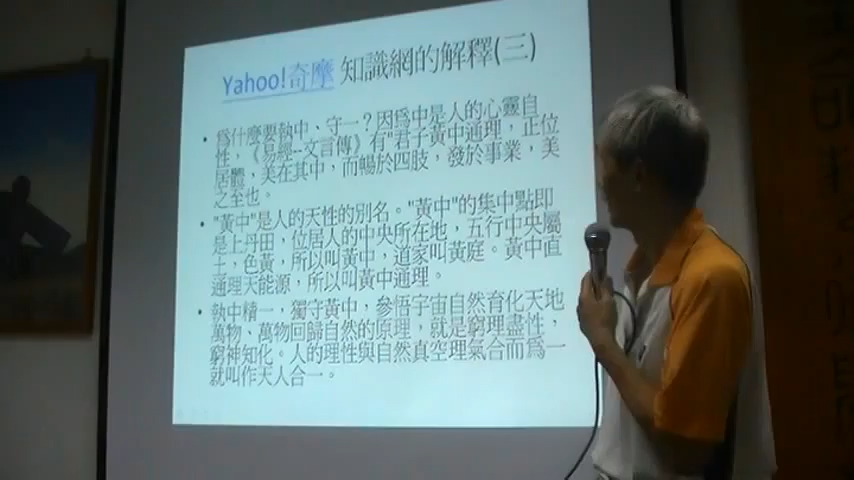 Yahoo!奇摩 知識網的解釋(三)
• 爲什麼要執中、守一？因爲中是人的心靈自
性，《易經--文言傳》有"君子黃中通理，正位
居體，美在其中，而暢於四肢，發於事業，美
之至也。
• "黃中"是人的天性的別名。"黃中"的集中點即
是上丹田，位居人的中央所在地，五行中央屬
土，色黃，所以叫黃中，道家叫黃庭。黃中直
通理天能源，所以叫黃中通理。
• 執中精一，獨守黃中，參悟宇宙自然育化天地
萬物、萬物回歸自然的原理，就是窮理盡性，
窮神知化。人的理性與自然真空理氣合而爲一
就叫作天人合一。